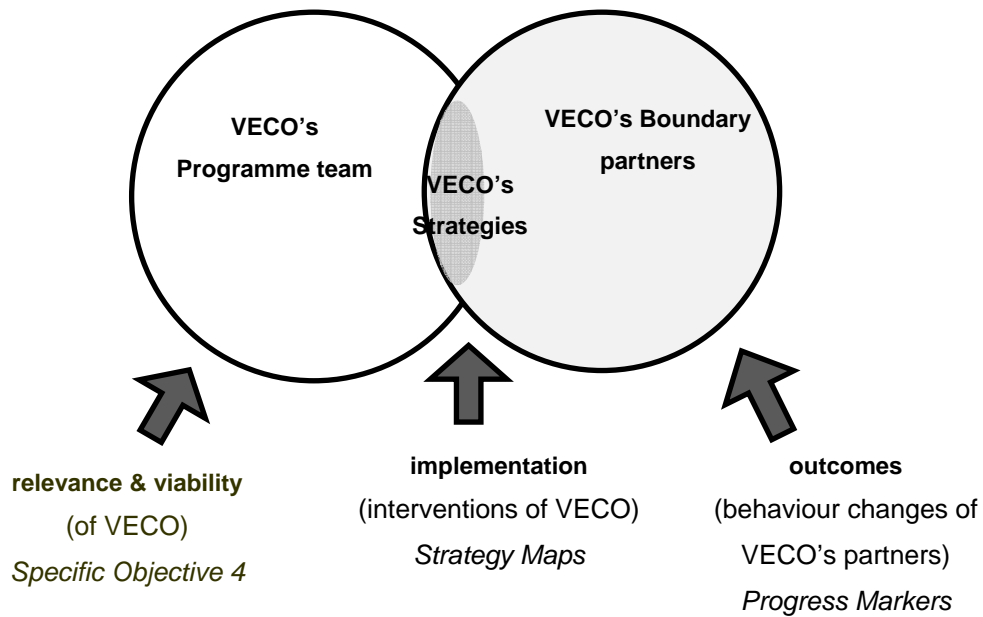 VECO’s
Programme team
VECO’s Boundary
partners
VECO’s
Strategies
relevance & viability
(of VECO)
Specific Objective 4
implementation
(interventions of VECO)
Strategy Maps
outcomes
(behaviour changes of
VECO’s partners)
Progress Markers